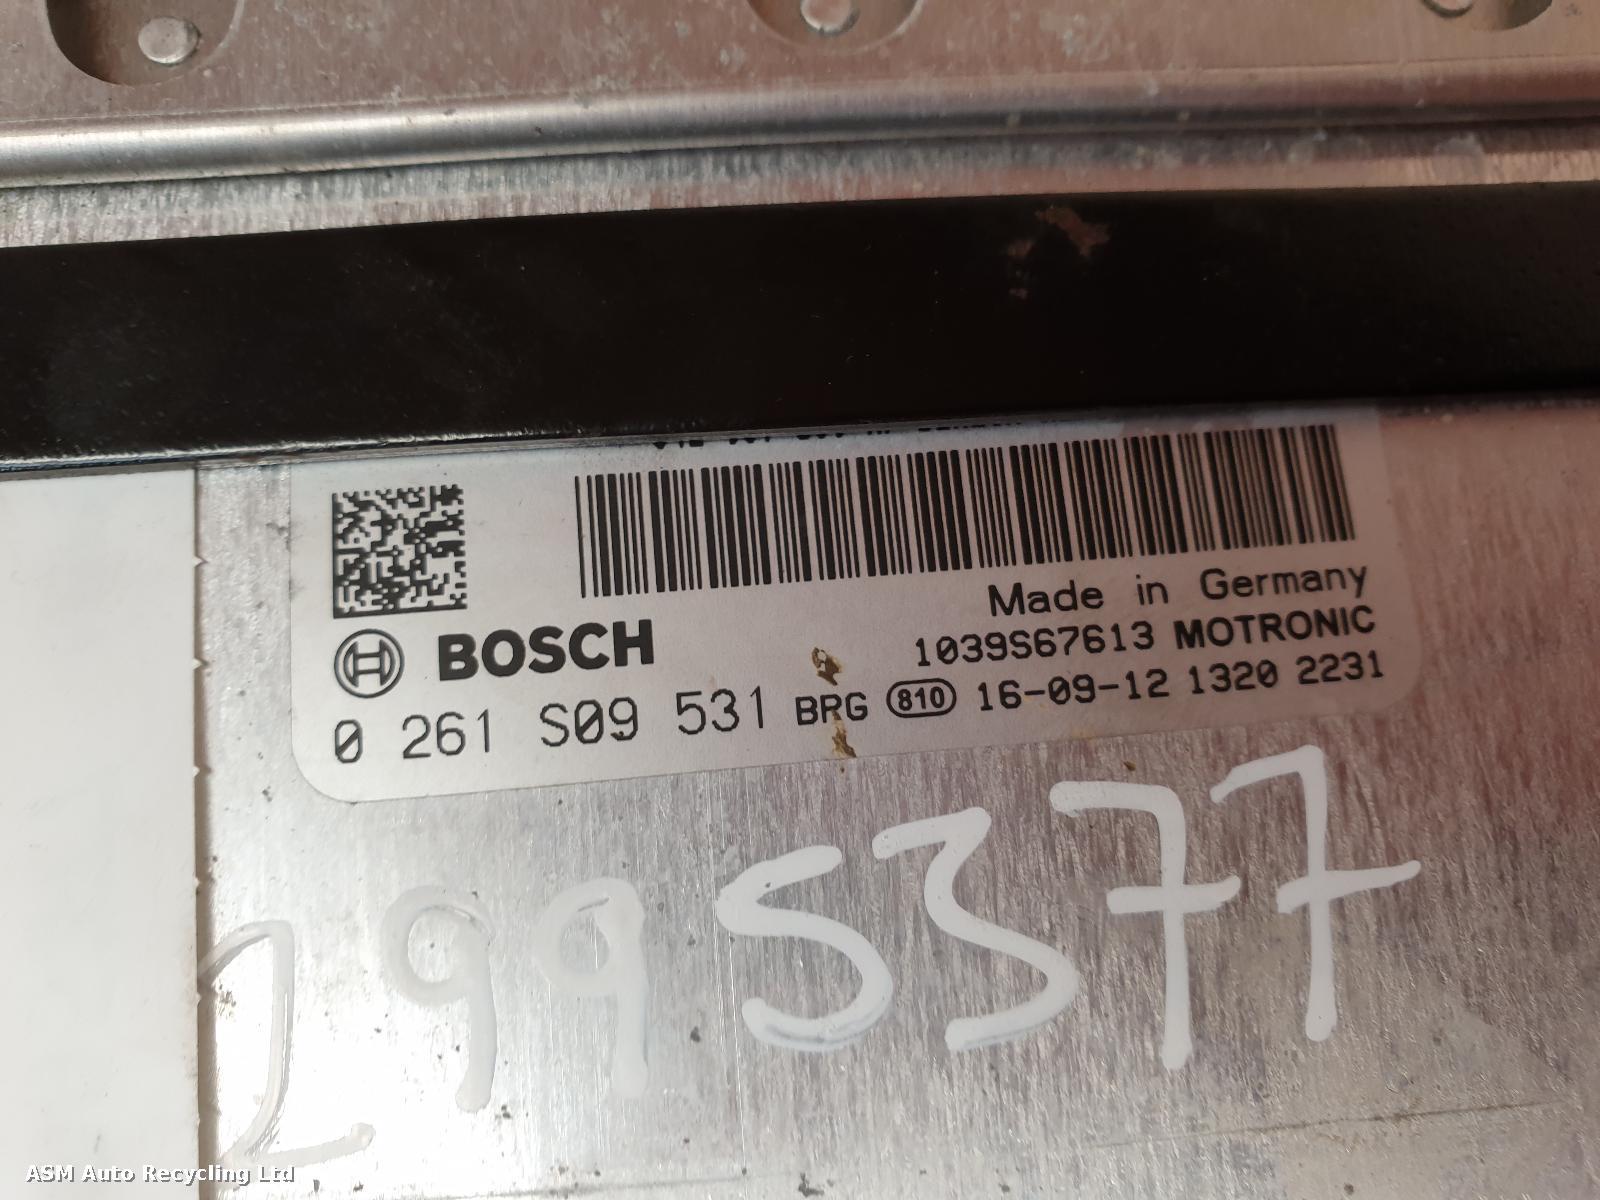 Made in Germany
BOSCH
1039S67613 MOTRONIC
0 261 S09 531 BRG 810 16-09-12 1320 2231
2995377
ASM Auto Recycling Ltd